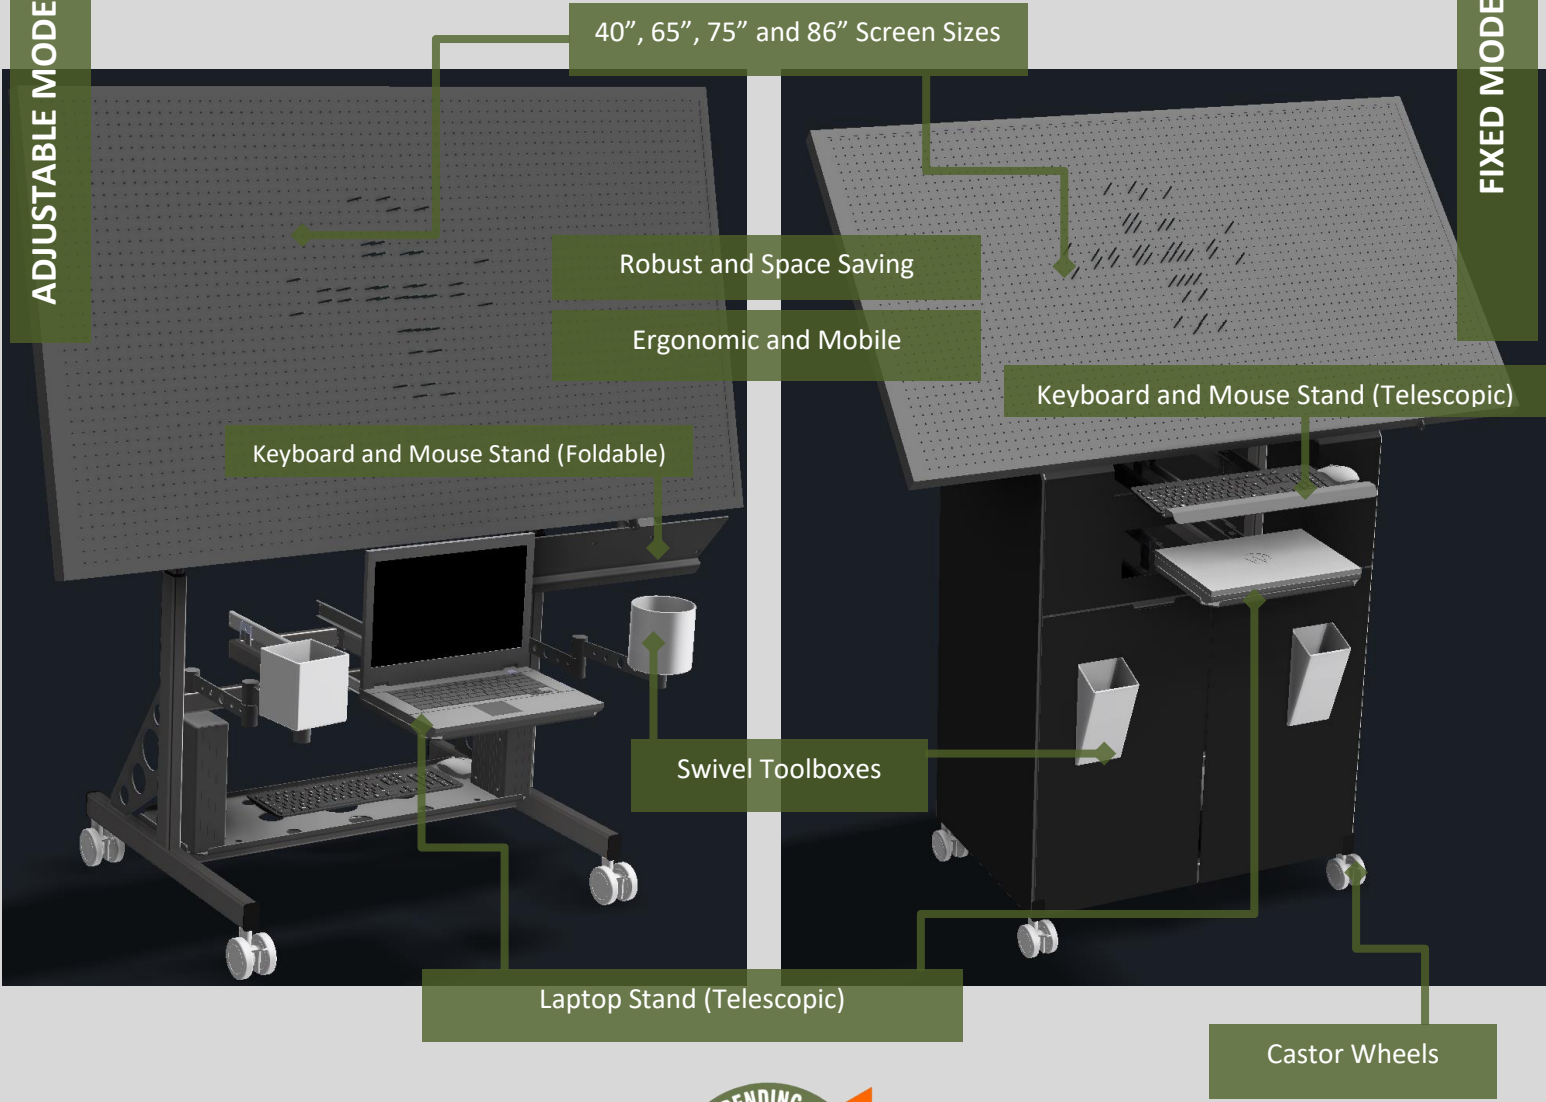 40”, 65”, 75” and 86” Screen Sizes
ADJUSTABLE MODE
FIXED MODE
Robust and Space Saving
Ergonomic and Mobile
Keyboard and Mouse Stand (Telescopic)
Keyboard and Mouse Stand (Foldable)
Swivel Toolboxes
Laptop Stand (Telescopic)
Castor Wheels